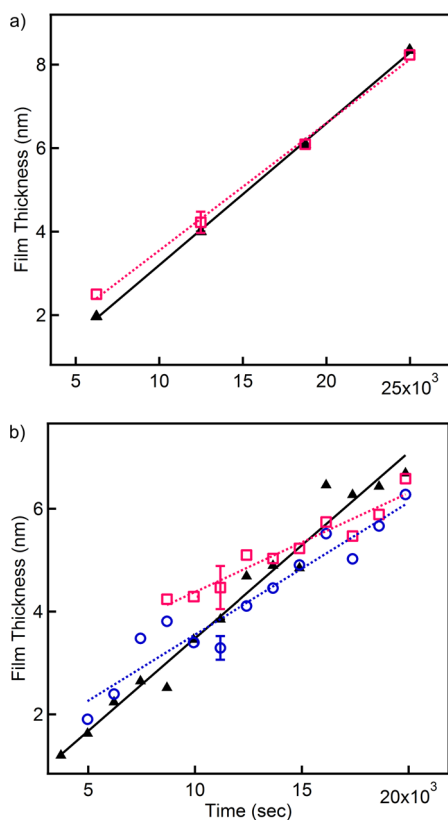 a)
Film Thickness (nm)
8
6
4
2
5 10 15 20 25x10³
b)
Film Thickness (nm)
6
4
2
5 10 15 20x10³
Time (sec)